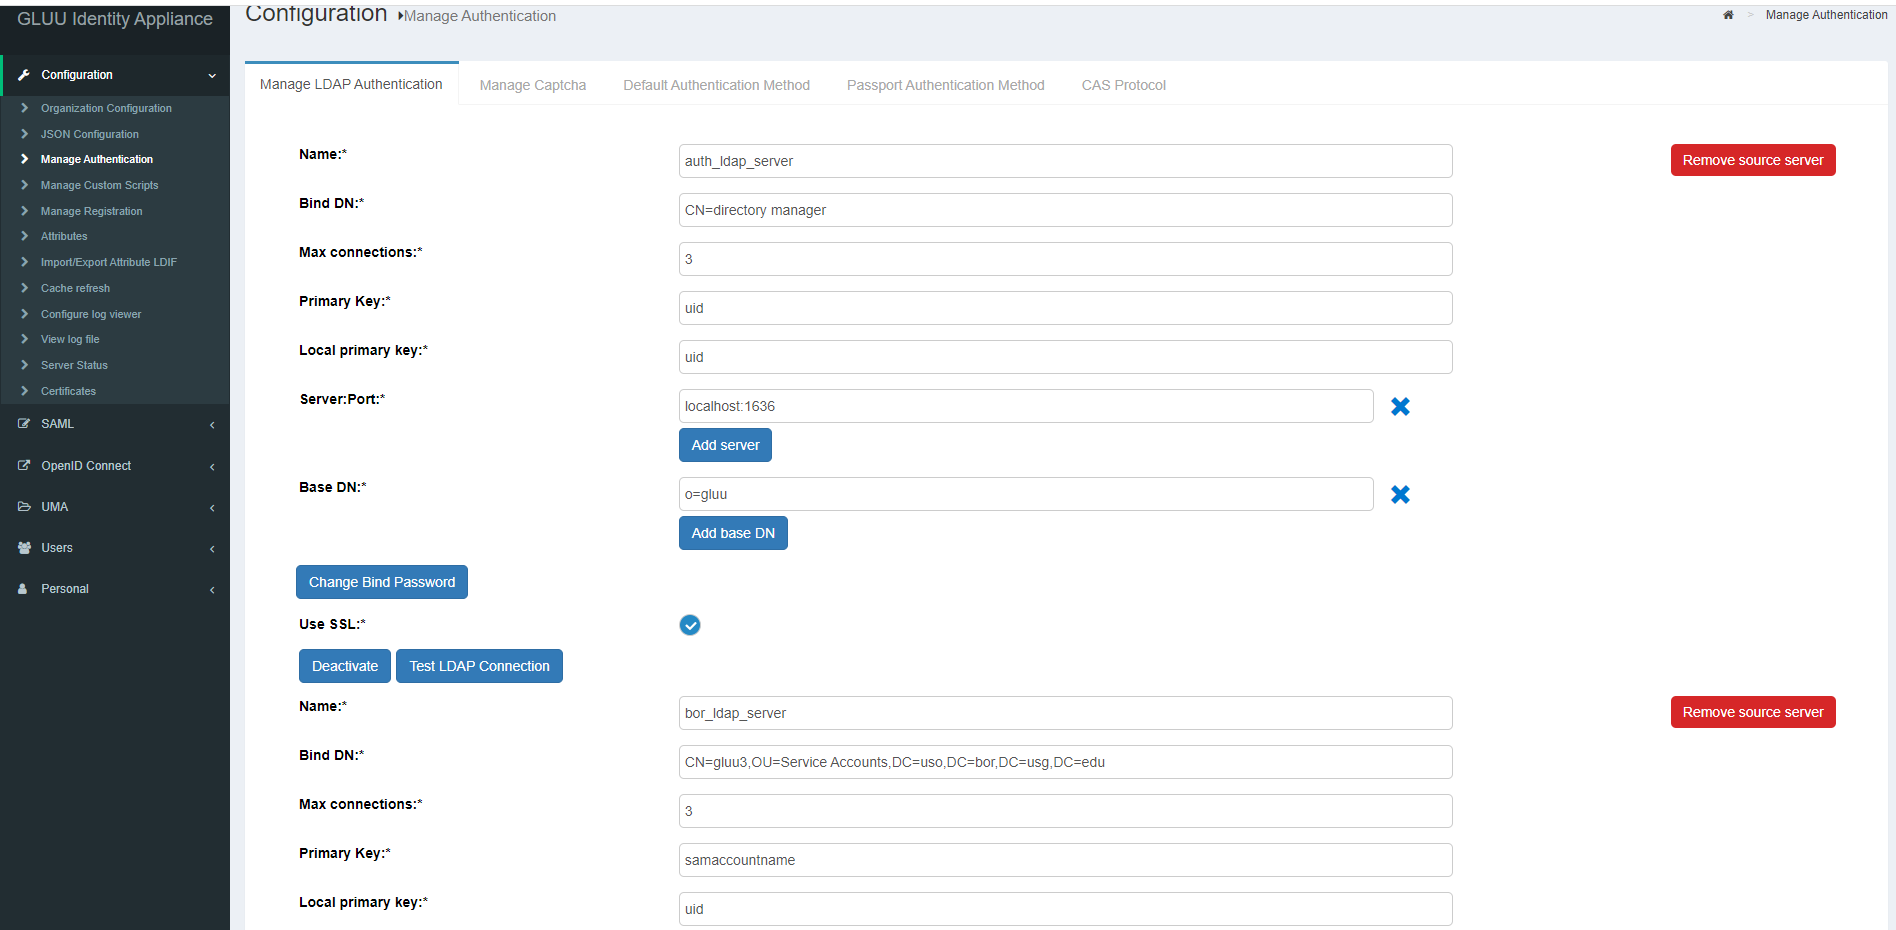 GLUU Identity Appliance
Configuration
Organization Configuration
JSON Configuration
Manage Authentication
Manage Custom Scripts
Manage Registration
Attributes
Import/Export Attribute LDIF
Cache refresh
Configure log viewer
View log file
Server Status
Certificates
SAML
OpenID Connect
UMA
Users
Personal
Configuration Manage Authentication
> Manage Authentication
Manage LDAP Authentication Manage Captcha Default Authentication Method Passport Authentication Method CAS Protocol
Name:* auth_ldap_server Remove source server
Bind DN:* CN=directory manager
Max connections:* 3
Primary Key:* uid
Local primary key:* uid
Server:Port:* localhost:1636
Add server
Base DN:* o=gluu
Add base DN
Change Bind Password
Use SSL:*
Deactivate Test LDAP Connection
Name:* bor_ldap_server Remove source server
Bind DN:* CN=gluu3,OU=Service Accounts,DC=uso,DC=bor,DC=usg,DC=edu
Max connections:* 3
Primary Key:* samaccountname
Local primary key:* uid